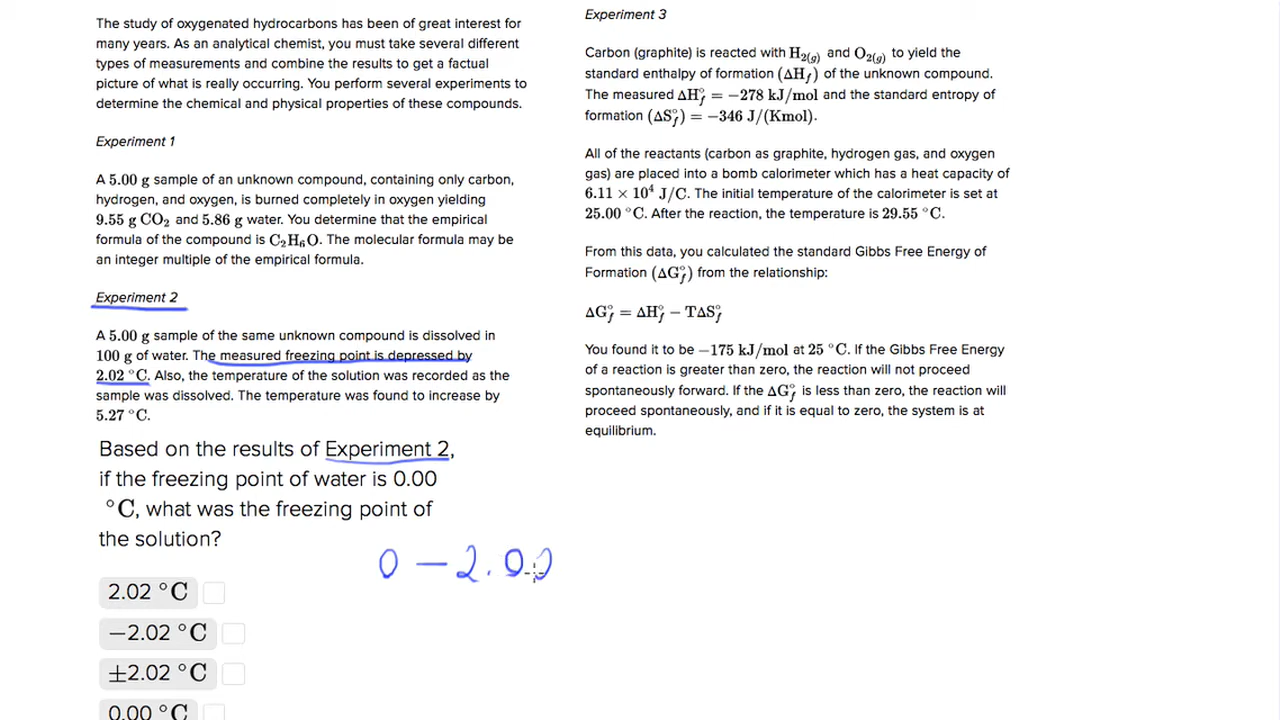 The study of oxygenated hydrocarbons has been of great interest for
many years. As an analytical chemist, you must take several different
types of measurements and combine the results to get a factual
picture of what is really occurring. You perform several experiments to
determine the chemical and physical properties of these compounds.
Experiment 1
A 5.00 g sample of an unknown compound, containing only carbon,
hydrogen, and oxygen, is burned completely in oxygen yielding
9.55 g CO₂ and 5.86 g water. You determine that the empirical
formula of the compound is C₂H₆O. The molecular formula may be
an integer multiple of the empirical formula.
Experiment 2
A 5.00 g sample of the same unknown compound is dissolved in
100 g of water. The measured freezing point is depressed by
2.02 °C. Also, the temperature of the solution was recorded as the
sample was dissolved. The temperature was found to increase by
5.27 °C.
Based on the results of Experiment 2,
if the freezing point of water is 0.00
°C, what was the freezing point of
the solution?
0 − 2.0
2.02 °C
−2.02 °C
±2.02 °C
0.00 °C
Experiment 3
Carbon (graphite) is reacted with H₂(g) and O₂(g) to yield the
standard enthalpy of formation (ΔHf) of the unknown compound.
The measured ΔH°f = −278 kJ/mol and the standard entropy of
formation (ΔS°f) = −346 J/(Kmol).
All of the reactants (carbon as graphite, hydrogen gas, and oxygen
gas) are placed into a bomb calorimeter which has a heat capacity of
6.11 × 10⁴ J/C. The initial temperature of the calorimeter is set at
25.00 °C. After the reaction, the temperature is 29.55 °C.
From this data, you calculated the standard Gibbs Free Energy of
Formation (ΔG°f) from the relationship:
ΔG°f = ΔH°f − TΔS°f
You found it to be −175 kJ/mol at 25 °C. If the Gibbs Free Energy
of a reaction is greater than zero, the reaction will not proceed
spontaneously forward. If the ΔG°f is less than zero, the reaction will
proceed spontaneously, and if it is equal to zero, the system is at
equilibrium.